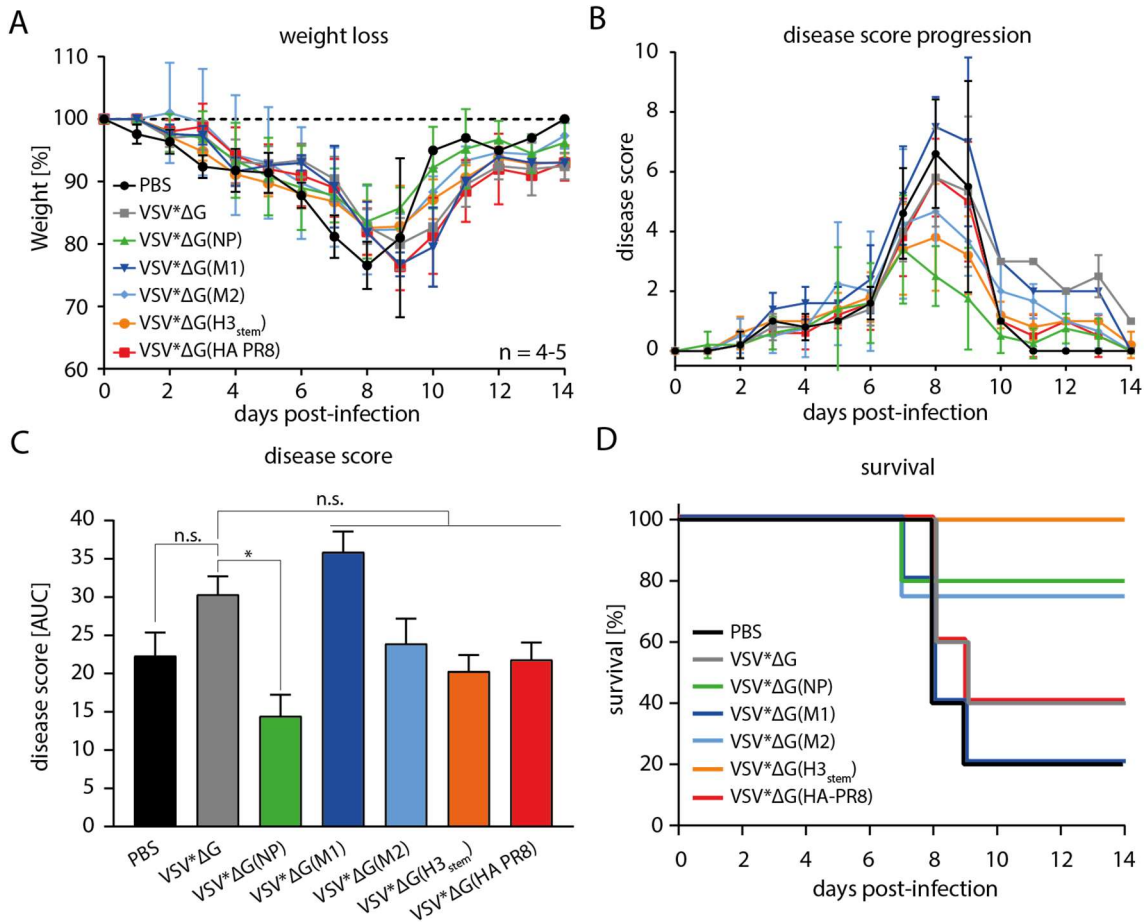 A
weight loss
110
100
90
80
70
60
Weight [%]
PBS
VSV*ΔG
VSV*ΔG(NP)
VSV*ΔG(M1)
VSV*ΔG(M2)
VSV*ΔG(H3stem)
VSV*ΔG(HA PR8)
n = 4-5
0 2 4 6 8 10 12 14
days post-infection
B
disease score progression
10
8
6
4
2
0
disease score
0 2 4 6 8 10 12 14
days post-infection
C
disease score
n.s.
n.s.
*
40
35
30
25
20
15
10
5
0
disease score [AUC]
PBS
VSV*ΔG
VSV*ΔG(NP)
VSV*ΔG(M1)
VSV*ΔG(M2)
VSV*ΔG(H3stem)
VSV*ΔG(HA PR8)
D
survival
100
80
60
40
20
0
survival [%]
PBS
VSV*ΔG
VSV*ΔG(NP)
VSV*ΔG(M1)
VSV*ΔG(M2)
VSV*ΔG(H3stem)
VSV*ΔG(HA-PR8)
0 2 4 6 8 10 12 14
days post-infection